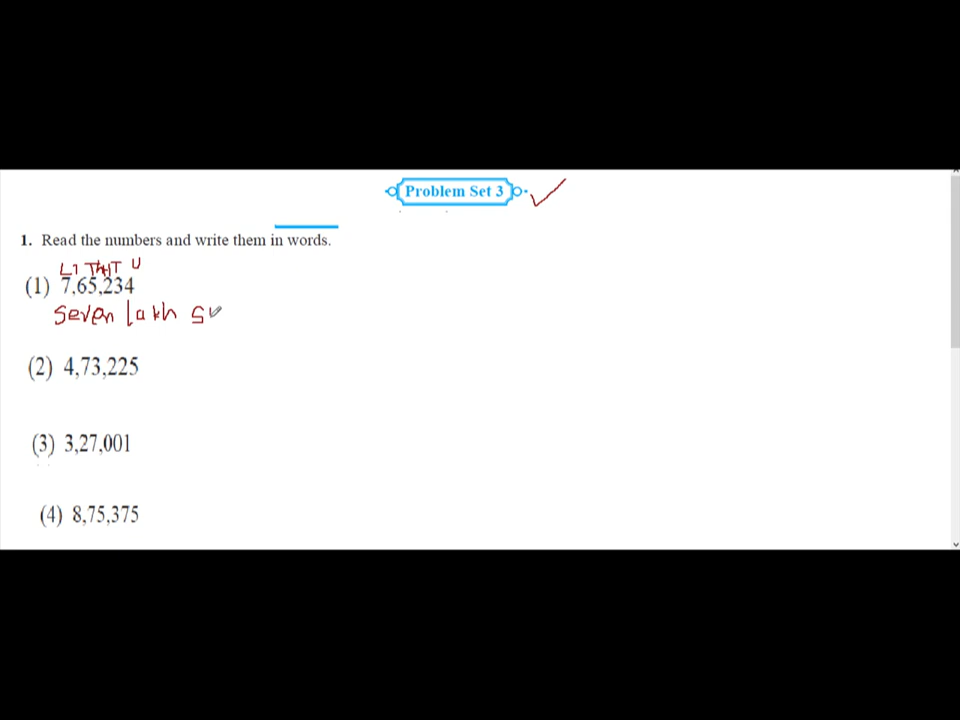 Problem Set 3
1. Read the numbers and write them in words.
(1) 7,65,234
Seven Lakh
(2) 4,73,225
(3) 3,27,001
(4) 8,75,375